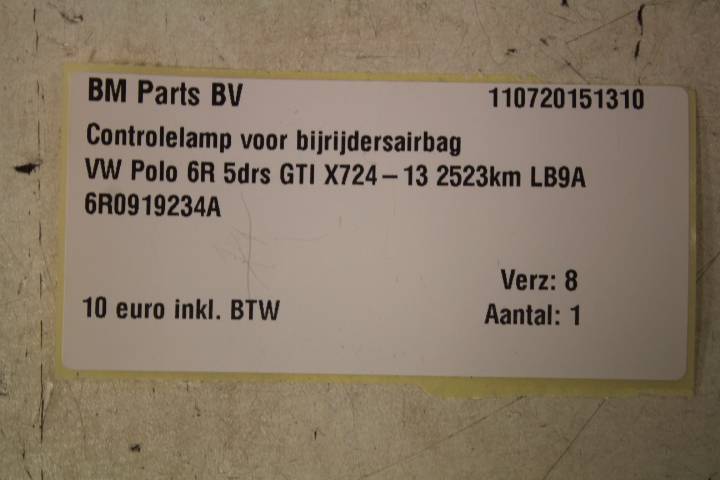 BM Parts BV 110720151310
Controlelamp voor bijrijdersairbag
VW Polo 6R 5drs GTI X724-13 2523km LB9A
6R0919234A
Verz: 8
10 euro inkl. BTW Aantal: 1